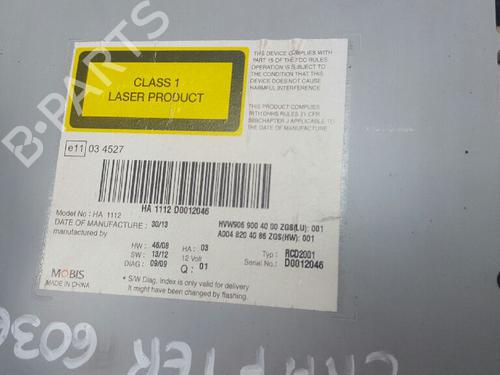 THIS DEVICE COMPLIES WITH
PART 15 OF THE FCC RULES
OPERATION IS SUBJECT TO
THE CONDITION THAT THIS
DEVICE DOES NOT CAUSE
HARMFUL INTERFERENCE
CLASS 1
LASER PRODUCT
THIS PRODUCT COMPLIES
WITH DHHS RULES 21 CFR
SUBCHAPTER J APPLICABLE AT
THE DATE OF MANUFACTURE
e11 03 4527
HA 1112 D0012046
Model No : HA 1112
DATE OF MANUFACTURE : 30/13
manufactured by
HVW906 900 40 00 ZGS(LU): 001
A004 820 40 86 ZGS(HW): 001
HW : 46/08 HA : 03 Typ : RCD2001
SW : 13/12 12 Volt Serial No.: D0012046
DIAG : 09/09 Q : 01
MOBIS
MADE IN CHINA
* S/W Diag. Index is only valid for delivery
It might have been changed by flashing.
CRAFTER 6036
B-PARTS